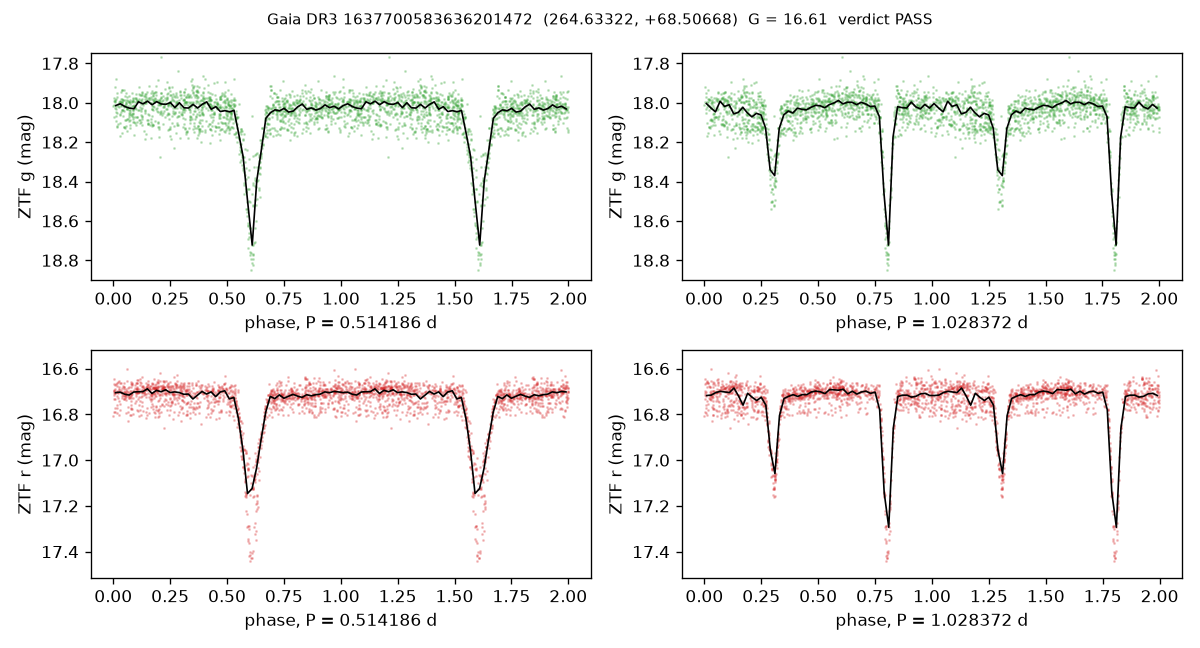 Gaia DR3 1637700583636201472 (264.63322, +68.50668) G = 16.61 verdict PASS
ZTF g (mag)
17.8
18.0
18.2
18.4
18.6
18.8
0.00 0.25 0.50 0.75 1.00 1.25 1.50 1.75 2.00
phase, P = 0.514186 d
ZTF g (mag)
17.8
18.0
18.2
18.4
18.6
18.8
0.00 0.25 0.50 0.75 1.00 1.25 1.50 1.75 2.00
phase, P = 1.028372 d
ZTF r (mag)
16.6
16.8
17.0
17.2
17.4
0.00 0.25 0.50 0.75 1.00 1.25 1.50 1.75 2.00
phase, P = 0.514186 d
ZTF r (mag)
16.6
16.8
17.0
17.2
17.4
0.00 0.25 0.50 0.75 1.00 1.25 1.50 1.75 2.00
phase, P = 1.028372 d